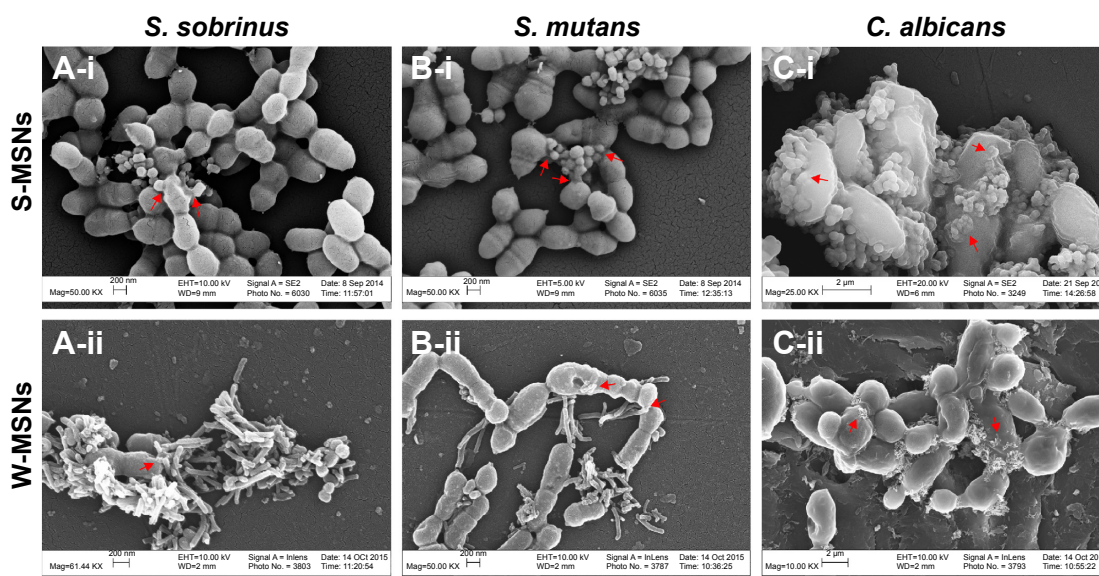 S. sobrinus
S. mutans
C. albicans
S-MSNs
A-i
200 nm
Mag=50.00 KX
EHT=10.00 kV
WD=9 mm
Signal A = SE2
Photo No. = 6030
Date: 8 Sep 2014
Time: 11:57:01
B-i
200 nm
Mag=50.00 KX
EHT=5.00 kV
WD=9 mm
Signal A = SE2
Photo No. = 6035
Date: 8 Sep 2014
Time: 12:35:13
C-i
Mag=25.00 KX
2 µm
EHT=20.00 kV
WD=6 mm
Signal A = SE2
Photo No. = 3249
21 Sep 20
Time: 14:26:58
W-MSNs
A-ii
200 nm
Mag=61.44 KX
EHT=10.00 kV
WD=2 mm
Signal A = Inlens
Photo No. = 3803
Date: 14 OCt 2015
Time: 11:20:54
B-ii
200 nm
Mag=50.00 KX
EHT=10.00 kV
WD=2 mm
Signal A = InLens
Photo No. = 3787
Date: 14 Oct 2015
Time: 10:36:25
C-ii
2 µm
Mag=10.00 KX
EHT=10.00 kV
WD=2 mm
Signal A = InLens
Photo No. = 3793
Date: 14 Oct 20
Time: 10:55:22